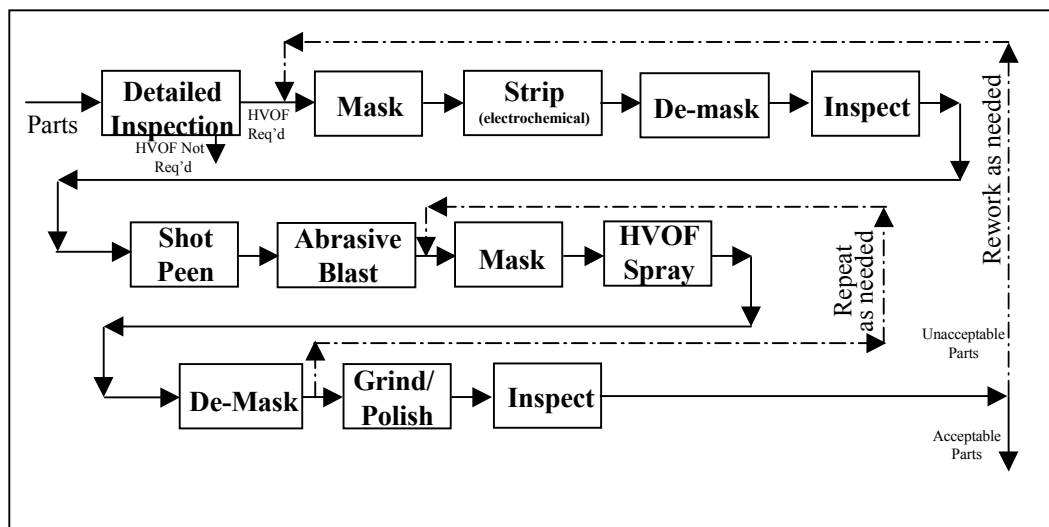 Parts
Detailed
Inspection
HVOF
Req'd
HVOF Not
Req'd
Mask
Strip
(electrochemical)
De-mask
Inspect
Rework as needed
Shot
Peen
Abrasive
Blast
Mask
HVOF
Spray
Repeat
as needed
De-Mask
Grind/
Polish
Inspect
Unacceptable
Parts
Acceptable
Parts